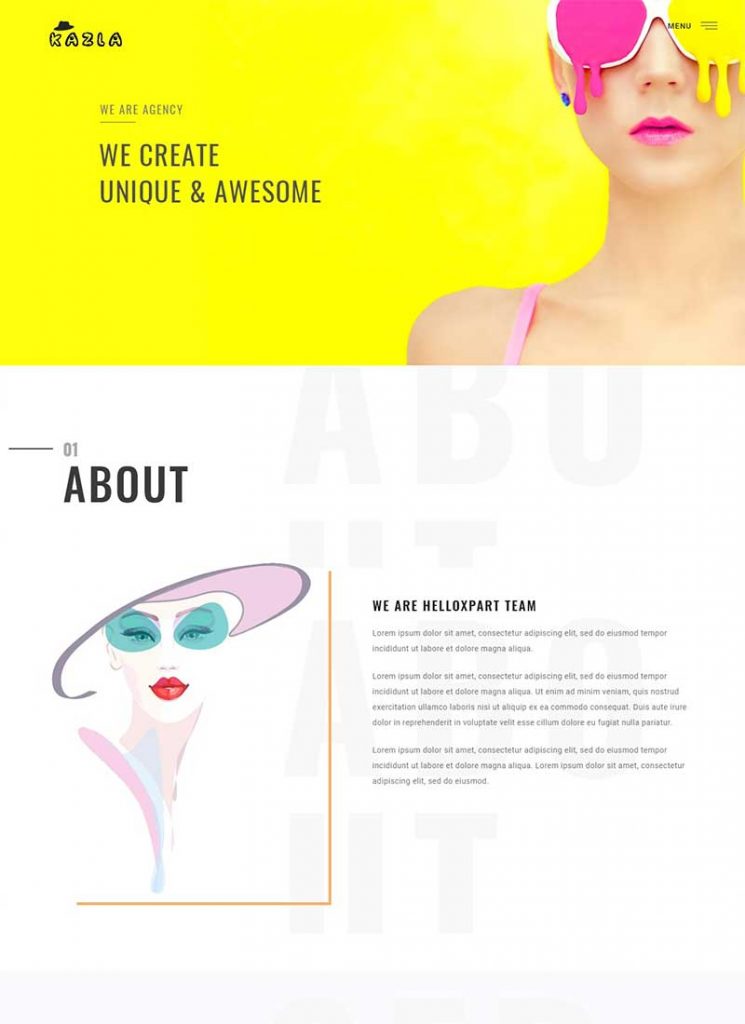 KAZLA
MENU
WE ARE AGENCY
WE CREATE
UNIQUE & AWESOME
ABO
UT
01
ABOUT
WE ARE HELLOXPART TEAM
Lorem ipsum dolor sit amet, consectetur adipiscing elit, sed do eiusmod tempor
incididunt ut labore et dolore magna aliqua.
Lorem ipsum dolor sit amet, consectetur adipiscing elit, sed do eiusmod tempor
incididunt ut labore et dolore magna aliqua. Ut enim ad minim veniam, quis nostrud
exercitation ullamco laboris nisi ut aliquip ex ea commodo consequat. Duis aute irure
dolor in reprehenderit in voluptate velit esse cillum dolore eu fugiat nulla pariatur.
Lorem ipsum dolor sit amet, consectetur adipiscing elit, sed do eiusmod tempor
incididunt ut labore et dolore magna aliqua. Lorem ipsum dolor sit amet, consectetur
adipiscing elit, sed do eiusmod.
ABO
UT